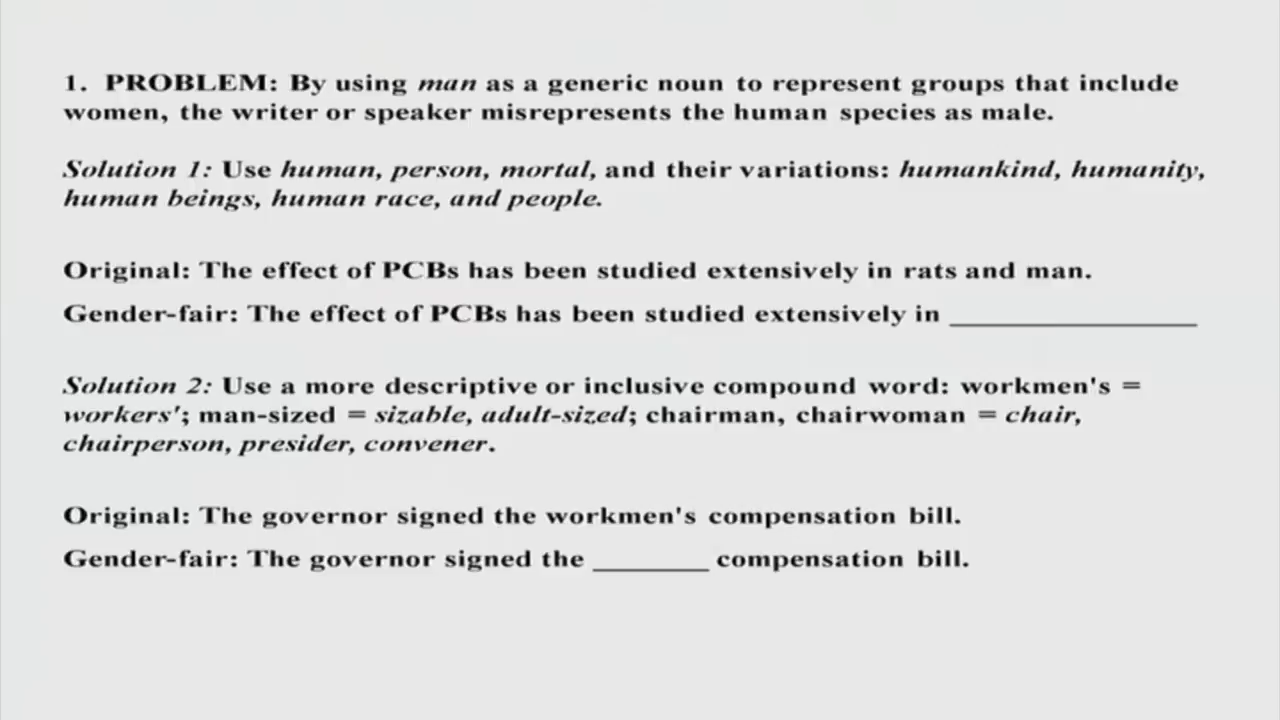 1. PROBLEM: By using man as a generic noun to represent groups that include
women, the writer or speaker misrepresents the human species as male.
Solution 1: Use human, person, mortal, and their variations: humankind, humanity,
human beings, human race, and people.
Original: The effect of PCBs has been studied extensively in rats and man.
Gender-fair: The effect of PCBs has been studied extensively in ____________________
Solution 2: Use a more descriptive or inclusive compound word: workmen's =
workers'; man-sized = sizable, adult-sized; chairman, chairwoman = chair,
chairperson, presider, convener.
Original: The governor signed the workmen's compensation bill.
Gender-fair: The governor signed the _________ compensation bill.